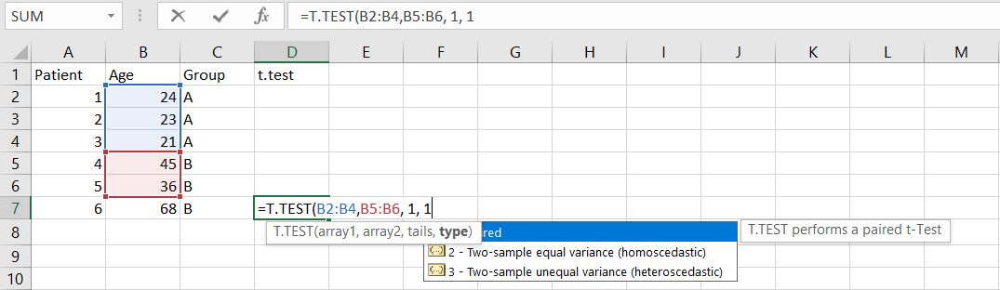 SUM =T.TEST(B2:B4,B5:B6, 1, 1
A B C D E F G H I J K L M
1 Patient Age Group t.test
2 1 24 A
3 2 23 A
4 3 21 A
5 4 45 B
6 5 36 B
7 6 68 B =T.TEST(B2:B4,B5:B6, 1, 1
8 T.TEST(array1, array2, tails, type) ired T.TEST performs a paired t-Test
9 (...) 2 - Two-sample equal variance (homoscedastic)
10 (...) 3 - Two-sample unequal variance (heteroscedastic)